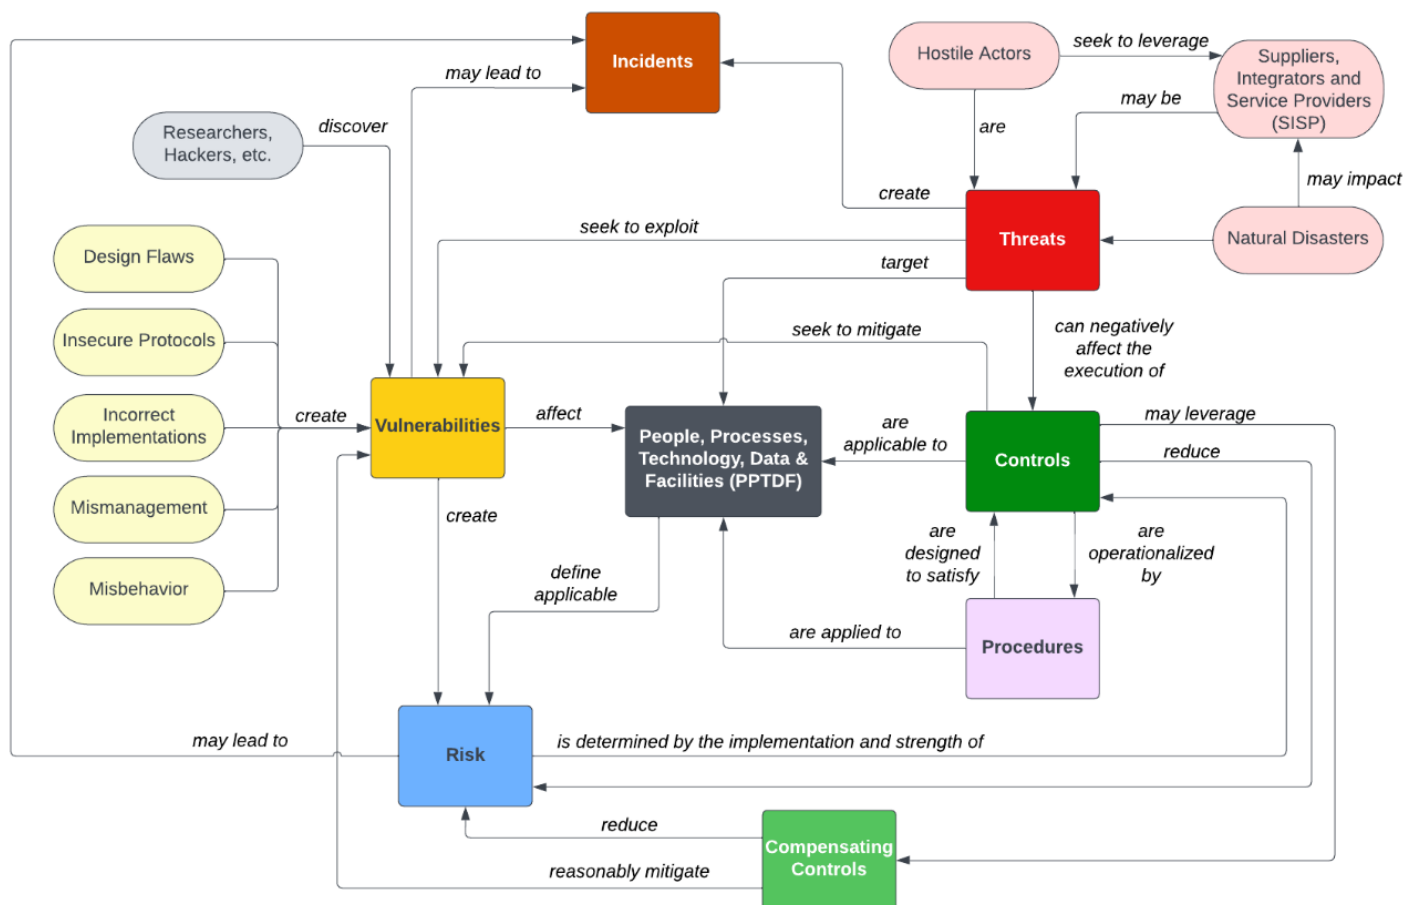 Incidents
Hostile Actors
seek to leverage
Suppliers,
Integrators and
Service Providers
(SISP)
may lead to
may be
Researchers,
Hackers, etc.
discover
are
may impact
create
Threats
Natural Disasters
seek to exploit
target
Design Flaws
seek to mitigate
can negatively
affect the
execution of
Insecure Protocols
Incorrect
Implementations
create
Vulnerabilities
affect
People, Processes,
Technology, Data &
Facilities (PPTDF)
are
applicable to
Controls
may leverage
reduce
Mismanagement
create
are
designed
to satisfy
are
operationalized
by
Misbehavior
define
applicable
are applied to
Procedures
may lead to
Risk
is determined by the implementation and strength of
reduce
Compensating
Controls
reasonably mitigate